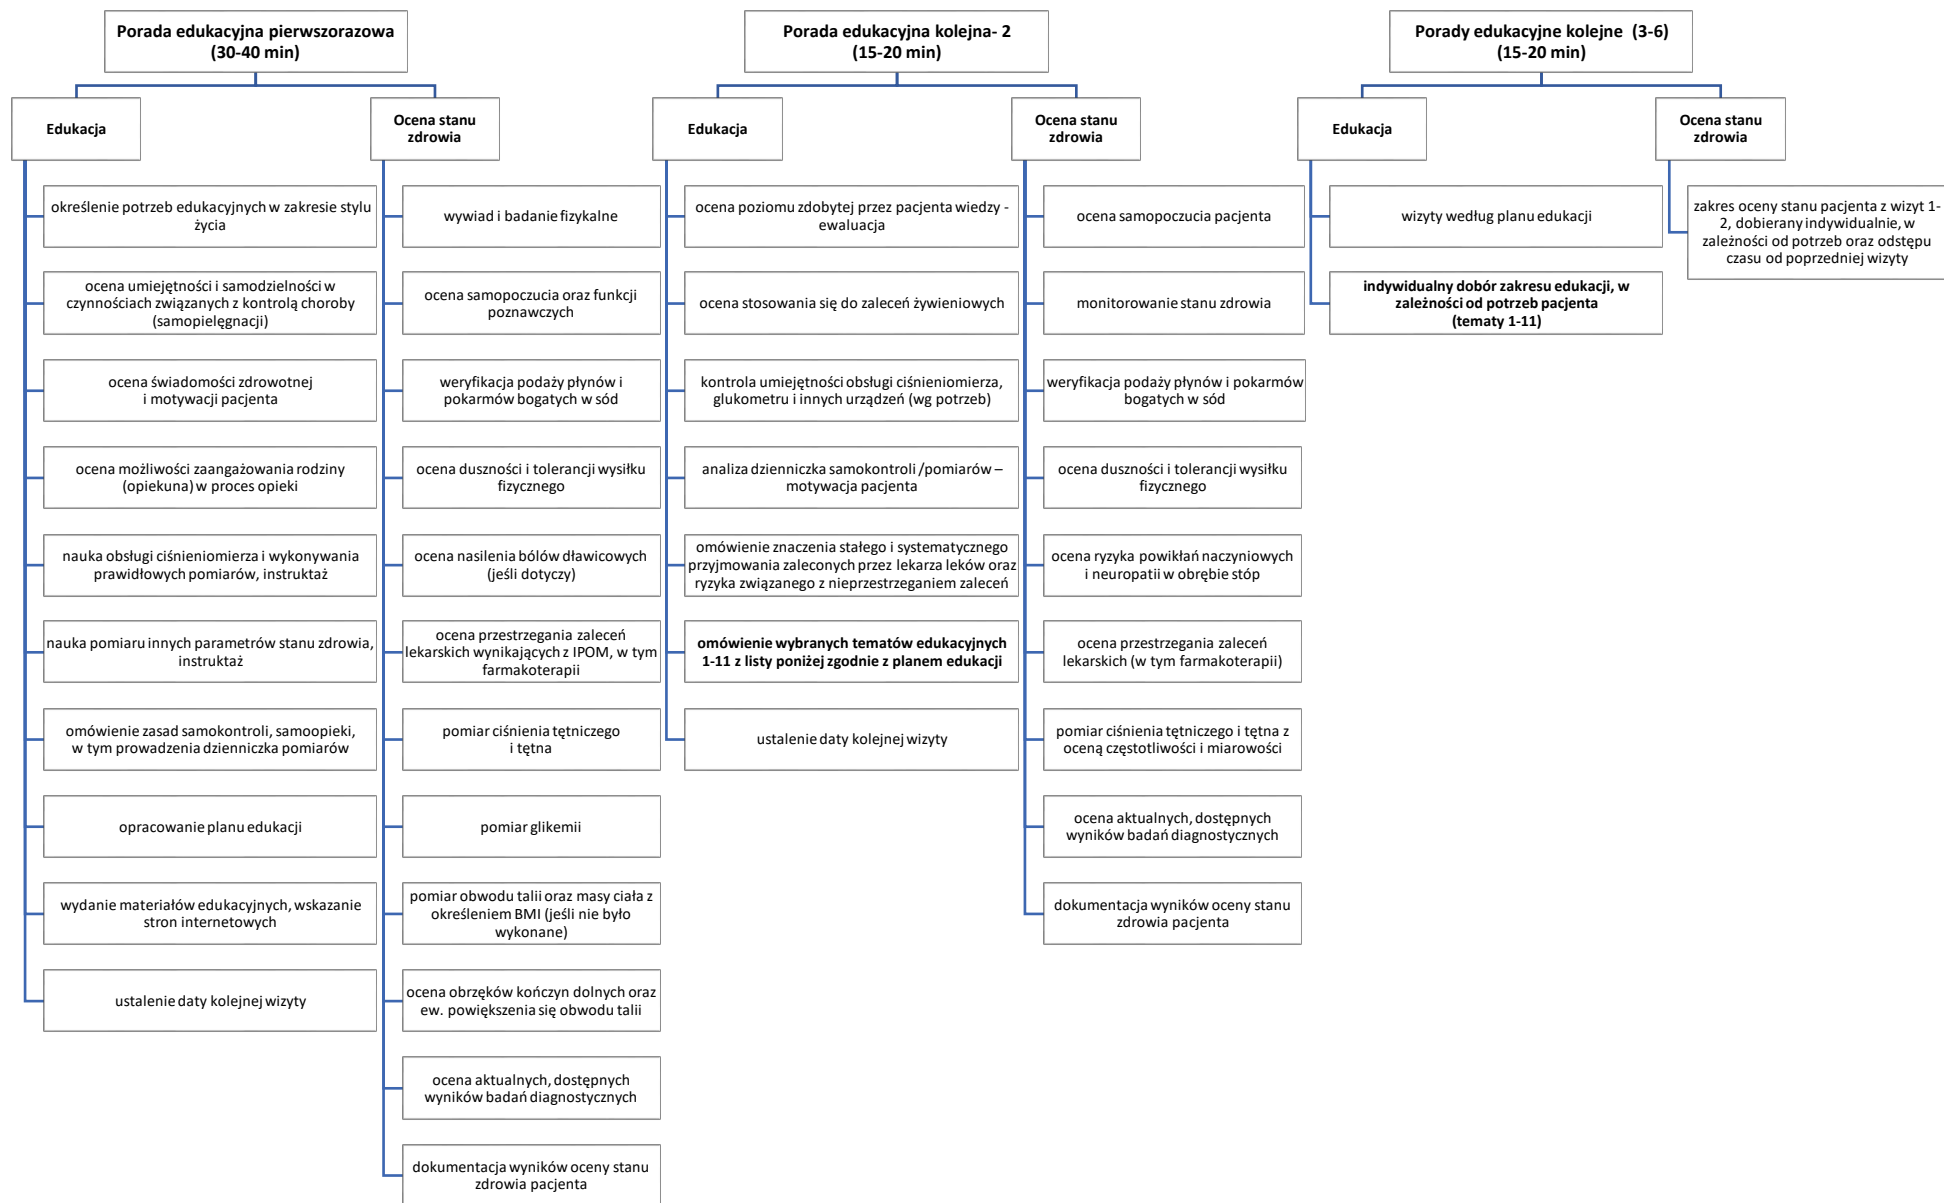 Porada edukacyjna pierwszorazowa
(30-40 min)
Edukacja
określenie potrzeb edukacyjnych w zakresie stylu
życia
ocena umiejętności i samodzielności w
czynnościach związanych z kontrolą choroby
(samopielęgnacji)
ocena świadomości zdrowotnej
i motywacji pacjenta
ocena możliwości zaangażowania rodziny
(opiekuna) w proces opieki
nauka obsługi ciśnieniomierza i wykonywania
prawidłowych pomiarów, instruktaż
nauka pomiaru innych parametrów stanu zdrowia,
instruktaż
omówienie zasad samokontroli, samoopieki,
w tym prowadzenia dzienniczka pomiarów
opracowanie planu edukacji
wydanie materiałów edukacyjnych, wskazanie
stron internetowych
ustalenie daty kolejnej wizyty
Ocena stanu
zdrowia
wywiad i badanie fizykalne
ocena samopoczucia oraz funkcji
poznawczych
weryfikacja podaży płynów i
pokarmów bogatych w sód
ocena duszności i tolerancji wysiłku
fizycznego
ocena nasilenia bólów dławicowych
(jeśli dotyczy)
ocena przestrzegania zaleceń
lekarskich wynikających z IPOM, w tym
farmakoterapii
pomiar ciśnienia tętniczego
i tętna
pomiar glikemii
pomiar obwodu talii oraz masy ciała z
określeniem BMI (jeśli nie było
wykonane)
ocena obrzęków kończyn dolnych oraz
ew. powiększenia się obwodu talii
ocena aktualnych, dostępnych
wyników badań diagnostycznych
dokumentacja wyników oceny stanu
zdrowia pacjenta
Porada edukacyjna kolejna- 2
(15-20 min)
Edukacja
ocena poziomu zdobytej przez pacjenta wiedzy -
ewaluacja
ocena stosowania się do zaleceń żywieniowych
kontrola umiejętności obsługi ciśnieniomierza,
glukometru i innych urządzeń (wg potrzeb)
analiza dzienniczka samokontroli /pomiarów –
motywacja pacjenta
omówienie znaczenia stałego i systematycznego
przyjmowania zaleconych przez lekarza leków oraz
ryzyka związanego z nieprzestrzeganiem zaleceń
omówienie wybranych tematów edukacyjnych
1-11 z listy poniżej zgodnie z planem edukacji
ustalenie daty kolejnej wizyty
Ocena stanu
zdrowia
ocena samopoczucia pacjenta
monitorowanie stanu zdrowia
weryfikacja podaży płynów i pokarmów
bogatych w sód
ocena duszności i tolerancji wysiłku
fizycznego
ocena ryzyka powikłań naczyniowych
i neuropatii w obrębie stóp
ocena przestrzegania zaleceń
lekarskich (w tym farmakoterapii)
pomiar ciśnienia tętniczego i tętna z
oceną częstotliwości i miarowości
ocena aktualnych, dostępnych
wyników badań diagnostycznych
dokumentacja wyników oceny stanu
zdrowia pacjenta
Porady edukacyjne kolejne (3-6)
(15-20 min)
Edukacja
wizyty według planu edukacji
indywidualny dobór zakresu edukacji, w
zależności od potrzeb pacjenta
(tematy 1-11)
Ocena stanu
zdrowia
zakres oceny stanu pacjenta z wizyt 1-
2, dobierany indywidualnie, w
zależności od potrzeb oraz odstępu
czasu od poprzedniej wizyty